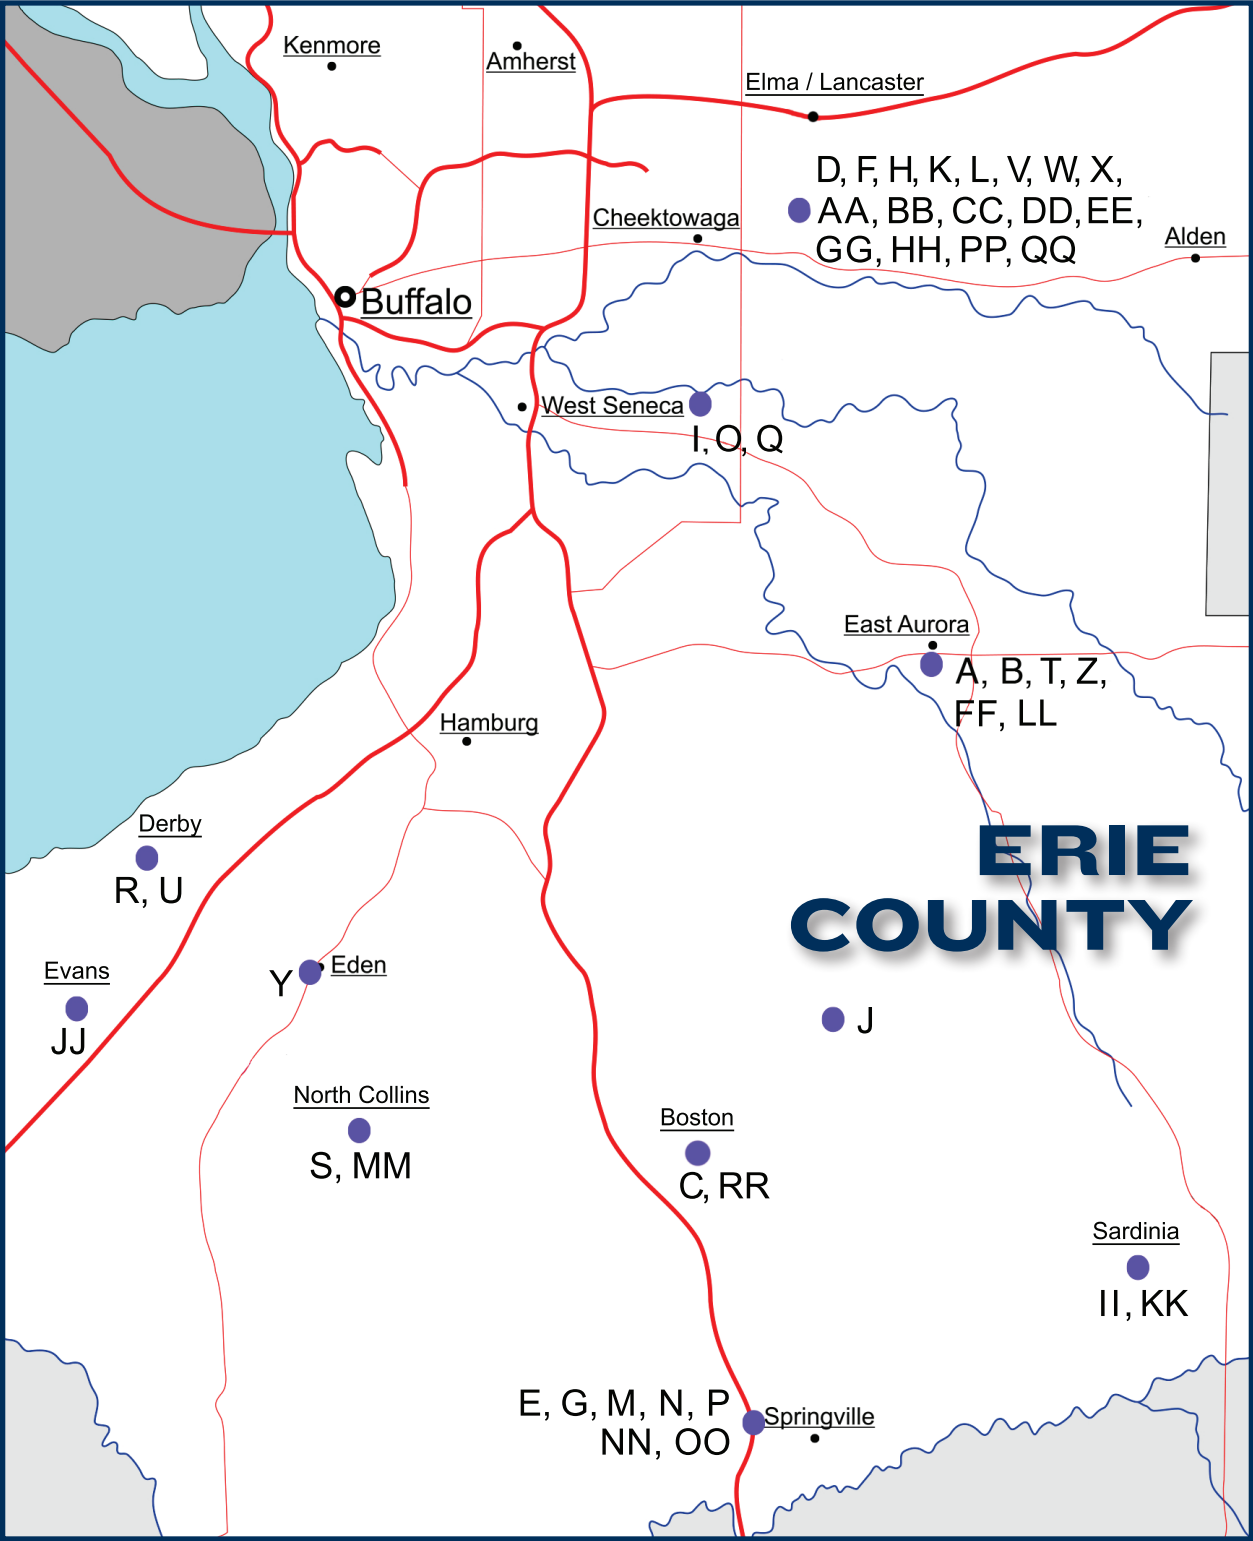 Kenmore
Amherst
Elma / Lancaster
D, F, H, K, L, V, W, X,
AA, BB, CC, DD, EE,
GG, HH, PP, QQ
Cheektowaga
Alden
Buffalo
West Seneca
I, O, Q
East Aurora
A, B, T, Z,
FF, LL
Hamburg
Derby
R, U
ERIE
COUNTY
Evans
JJ
Y
Eden
J
North Collins
S, MM
Boston
C, RR
Sardinia
II, KK
E, G, M, N, P
NN, OO
Springville